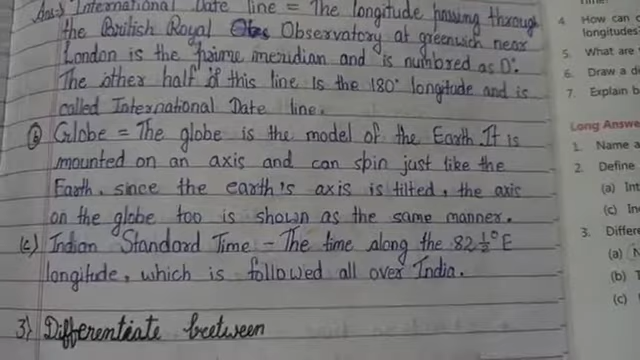 Ans International Date line = The longitude passing through
the British Royal Observatory at greenwich near
London is the prime imeridian and is numbred as 0°.
The other half of this line Is the 180° longitude and is
called International Date line.
(b) Globe = The globe is the model of the Earth. It is
mounted on an axis and can spin just like the
Earth. since the earth's axis is tilted, the axis
on the globe too is shown as the same manner.
(c) Indian Standard Time - The time along the 82 1/2° E
longitude, which is followed all over India.
3) Differentiate between
4. How can
longitudes
5. What are
6. Draw a di
7. Explain b
Long Answe
1. Name a
2. Define
(a) Int
(c) In
3. Differe
(a) N
(b)
(c)